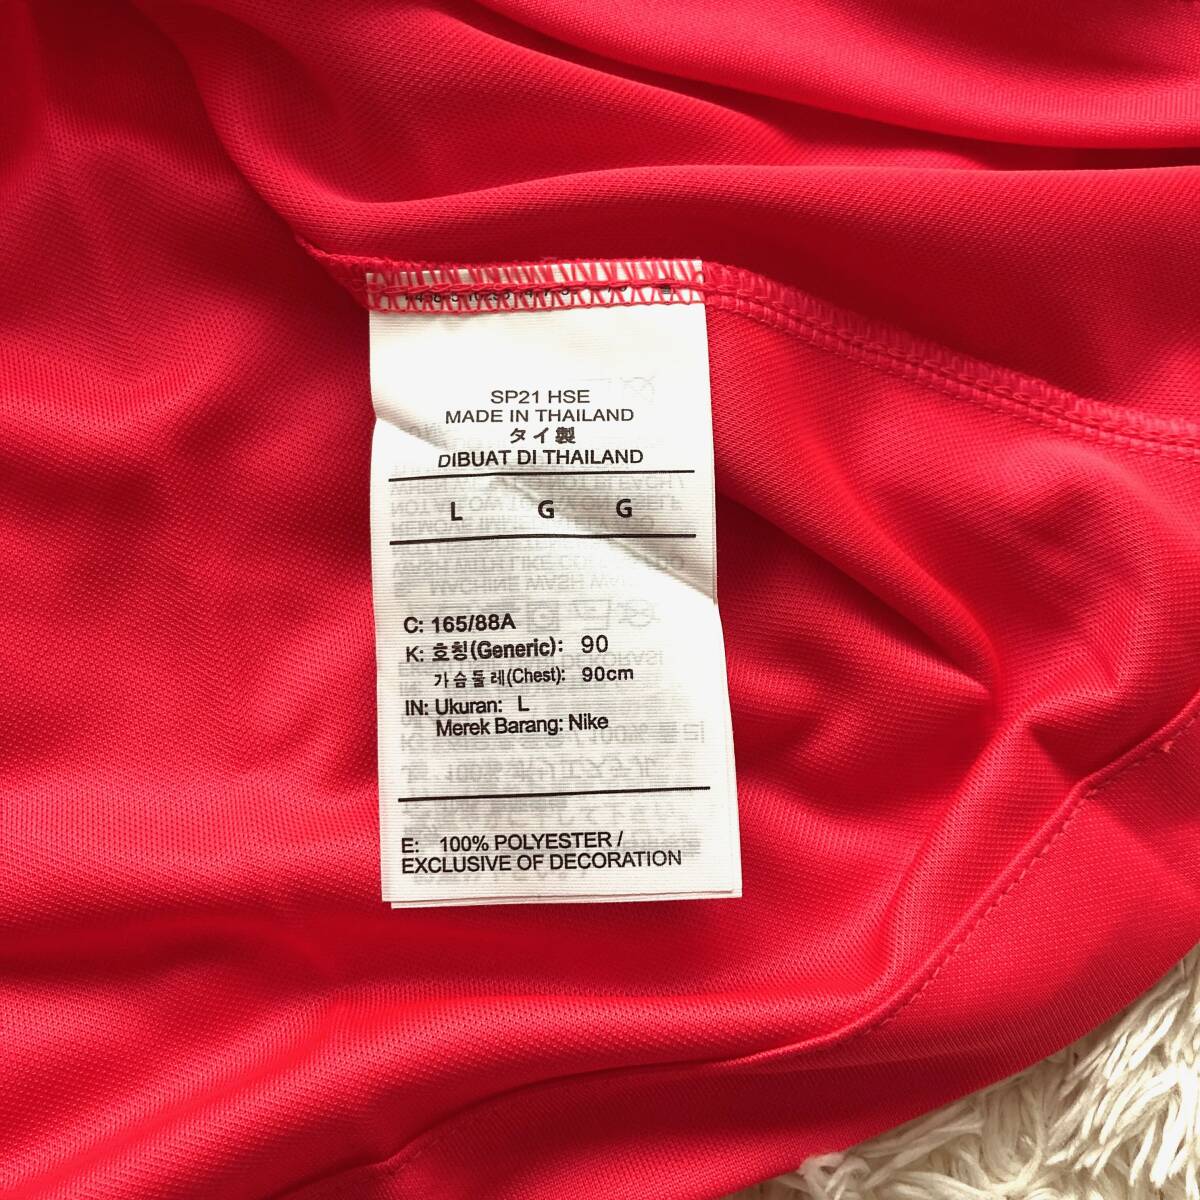 SP21 HSE
MADE IN THAILAND
タイ製
DIBUAT DI THAILAND
L G G
C: 165/88A
K: 호칭(Generic): 90
가슴둘레(Chest): 90cm
IN: Ukuran: L
Merek Barang: Nike
E: 100% POLYESTER /
EXCLUSIVE OF DECORATION